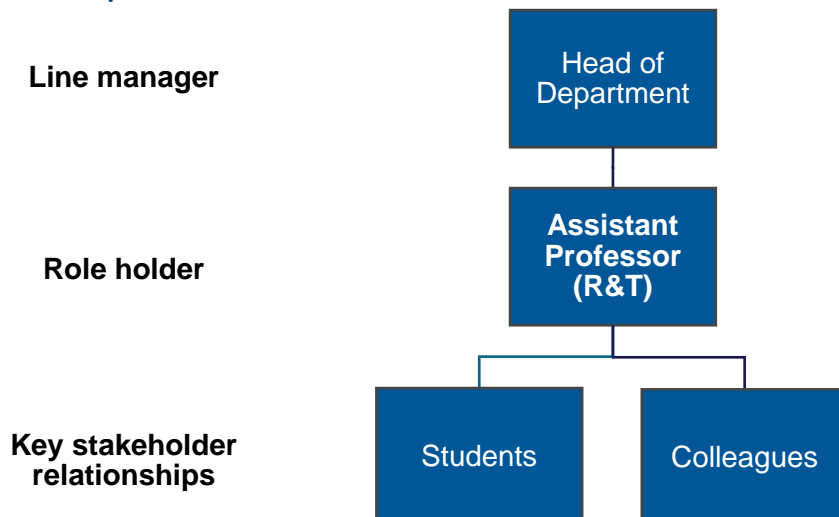 Line manager
Head of
Department
Role holder
Assistant
Professor
(R&T)
Key stakeholder
relationships
Students
Colleagues